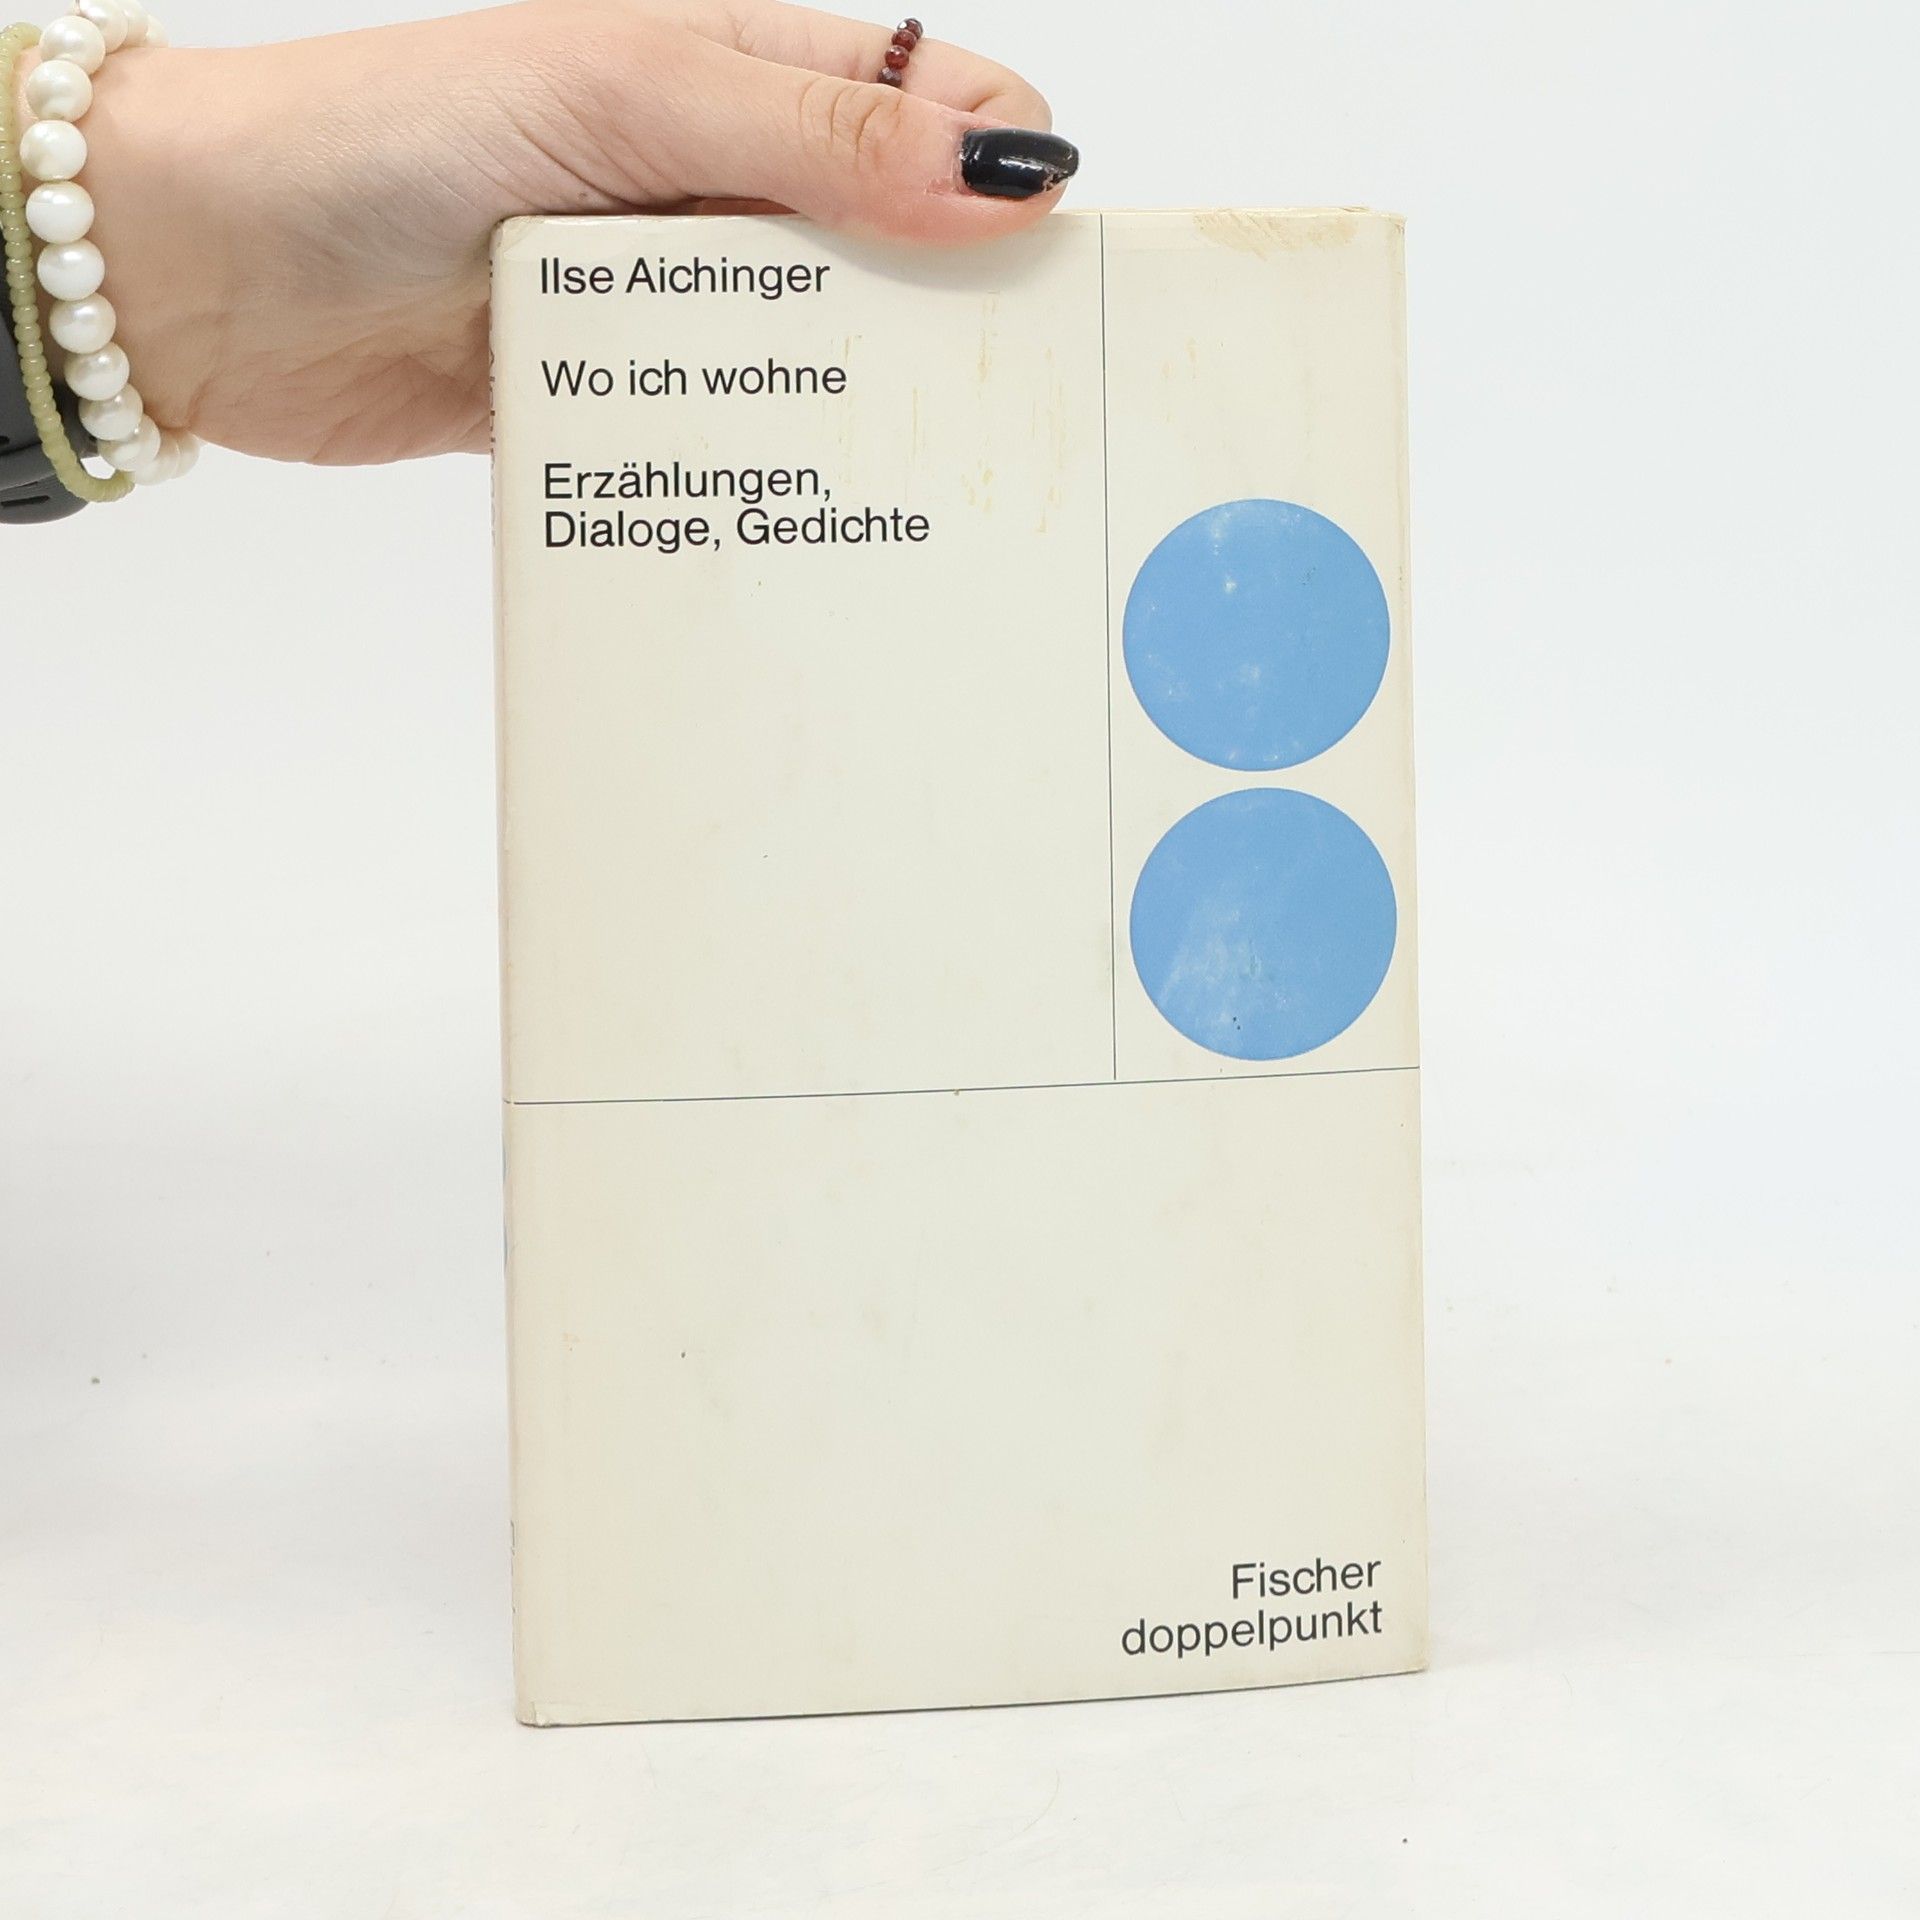 Ilse Aichinger
Wo ich wohne
Erzählungen,
Dialoge, Gedichte
Fischer
doppelpunkt